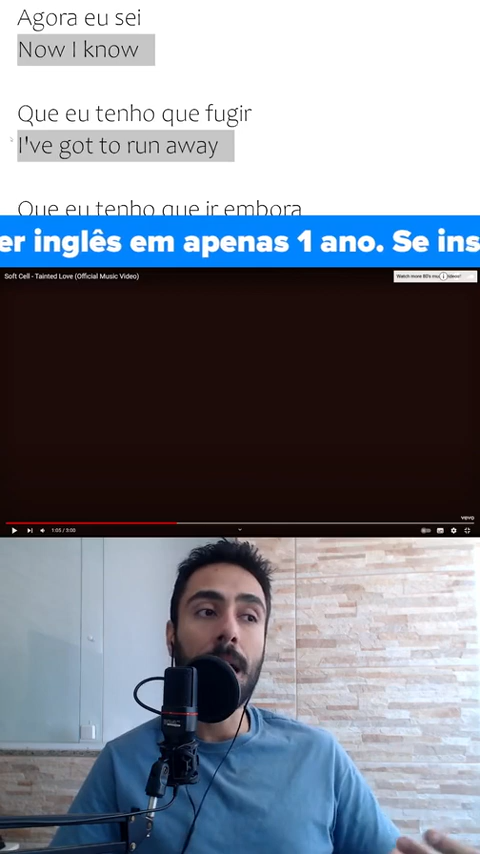 Agora eu sei
Now I know
Que eu tenho que fugir
I've got to run away
Que eu tenho que ir embora
er inglês em apenas 1 ano. Se ins
Soft Cell - Tainted Love (Official Music Video)
Watch more 80's
vevo
1:05 / 3:00